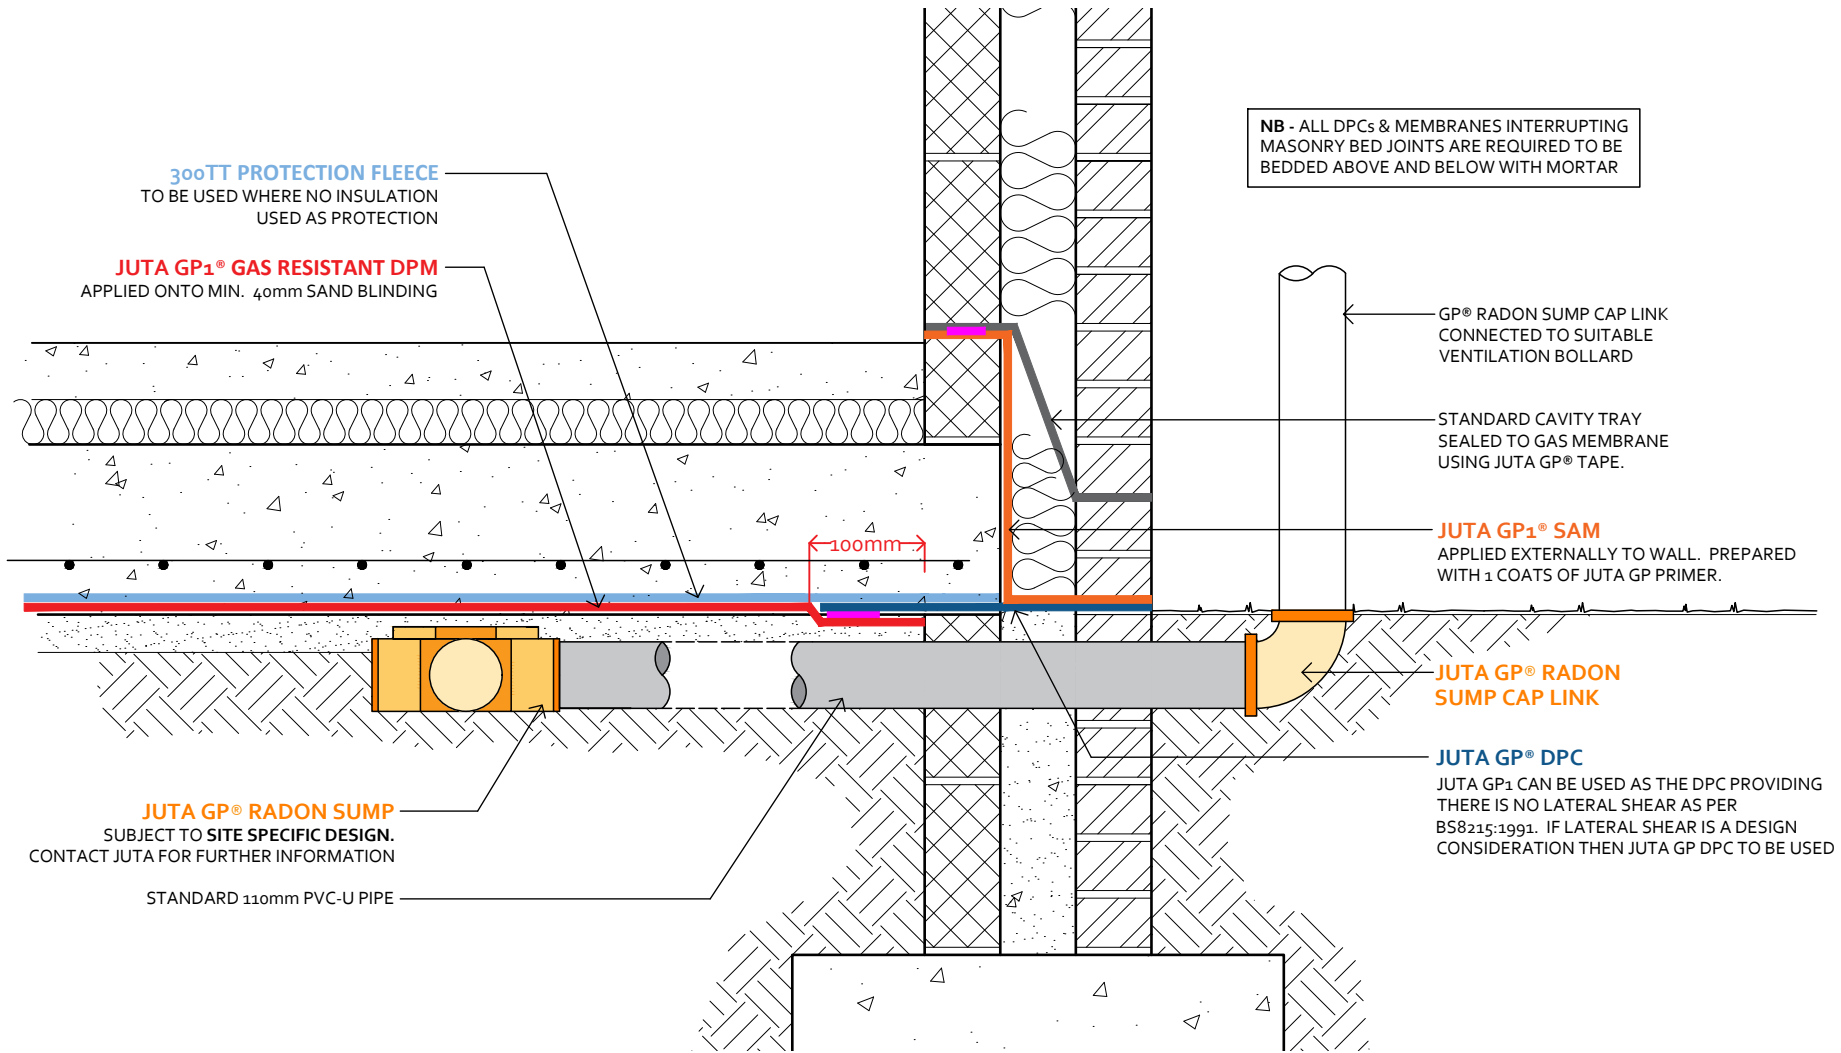 300TT PROTECTION FLEECE
TO BE USED WHERE NO INSULATION
USED AS PROTECTION
JUTA GP1® GAS RESISTANT DPM
APPLIED ONTO MIN. 40mm SAND BLINDING
100mm
JUTA GP® RADON SUMP
SUBJECT TO SITE SPECIFIC DESIGN.
CONTACT JUTA FOR FURTHER INFORMATION
STANDARD 110mm PVC-U PIPE
NB - ALL DPCs & MEMBRANES INTERRUPTING
MASONRY BED JOINTS ARE REQUIRED TO BE
BEDDED ABOVE AND BELOW WITH MORTAR
GP® RADON SUMP CAP LINK
CONNECTED TO SUITABLE
VENTILATION BOLLARD
STANDARD CAVITY TRAY
SEALED TO GAS MEMBRANE
USING JUTA GP® TAPE.
JUTA GP1® SAM
APPLIED EXTERNALLY TO WALL. PREPARED
WITH 1 COATS OF JUTA GP PRIMER.
JUTA GP® RADON
SUMP CAP LINK
JUTA GP® DPC
JUTA GP1 CAN BE USED AS THE DPC PROVIDING
THERE IS NO LATERAL SHEAR AS PER
BS8215:1991. IF LATERAL SHEAR IS A DESIGN
CONSIDERATION THEN JUTA GP DPC TO BE USED